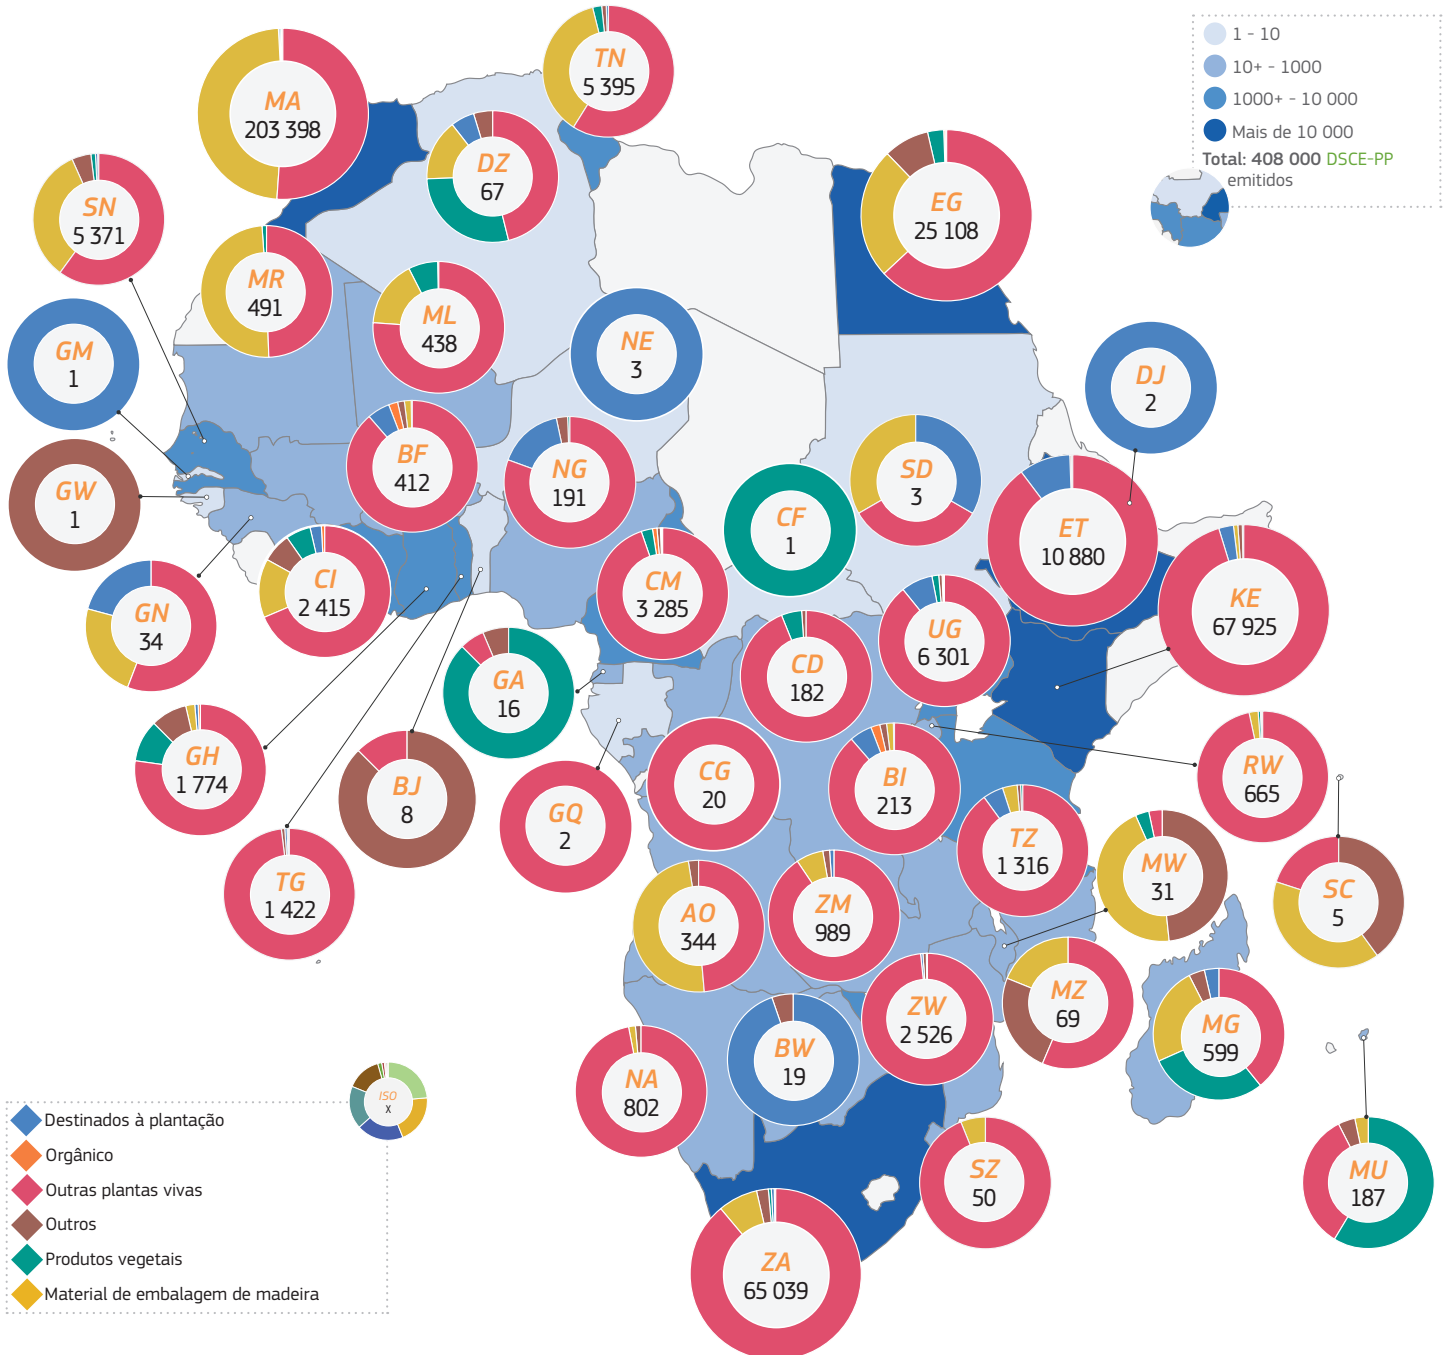 1 - 10
10+ - 1000
1000+ - 10 000
Mais de 10 000
Total: 408 000 DSCE-PP
emitidos
TN
5 395
MA
203 398
DZ
67
SN
5 371
EG
25 108
MR
491
ML
438
NE
3
GM
1
DJ
2
BF
412
NG
191
SD
3
GW
1
CF
1
ET
10 880
CI
2 415
CM
3 285
KE
67 925
GN
34
UG
6 301
CD
182
GA
16
GH
1 774
BJ
8
GQ
2
CG
20
BI
213
RW
665
TZ
1 316
MW
31
SC
5
TG
1 422
AO
344
ZM
989
ZW
2 526
MZ
69
MG
599
BW
19
NA
802
SZ
50
MU
187
ZA
65 039
ISO
X
Destinados à plantação
Orgânico
Outras plantas vivas
Outros
Produtos vegetais
Material de embalagem de madeira